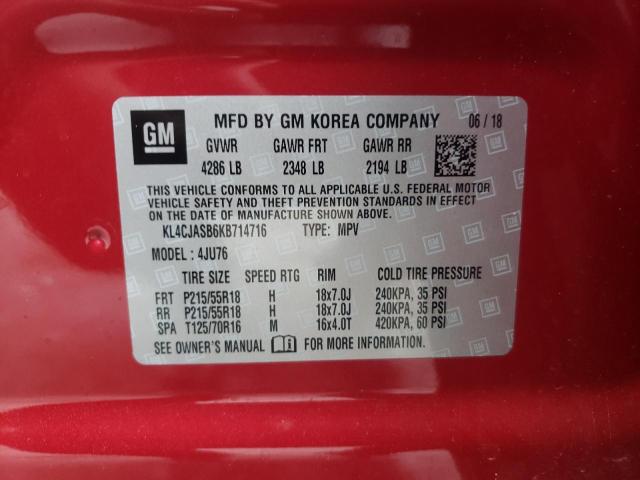 GM MFD BY GM KOREA COMPANY 06 / 18
GVWR GAWR FRT GAWR RR
4286 LB 2348 LB 2194 LB
THIS VEHICLE CONFORMS TO ALL APPLICABLE U.S. FEDERAL MOTOR
VEHICLE SAFETY AND THEFT PREVENTION STANDARDS IN EFFECT
ON THE DATE OF MANUFACTURE SHOWN ABOVE.
KL4CJASB6KB714716 TYPE: MPV
MODEL : 4JU76
TIRE SIZE SPEED RTG RIM COLD TIRE PRESSURE
FRT P215/55R18 H 18x7.0J 240KPA, 35 PSI
RR P215/55R18 H 18x7.0J 240KPA, 35 PSI
SPA T125/70R16 M 16x4.0T 420KPA, 60 PSI
SEE OWNER'S MANUAL FOR MORE INFORMATION.